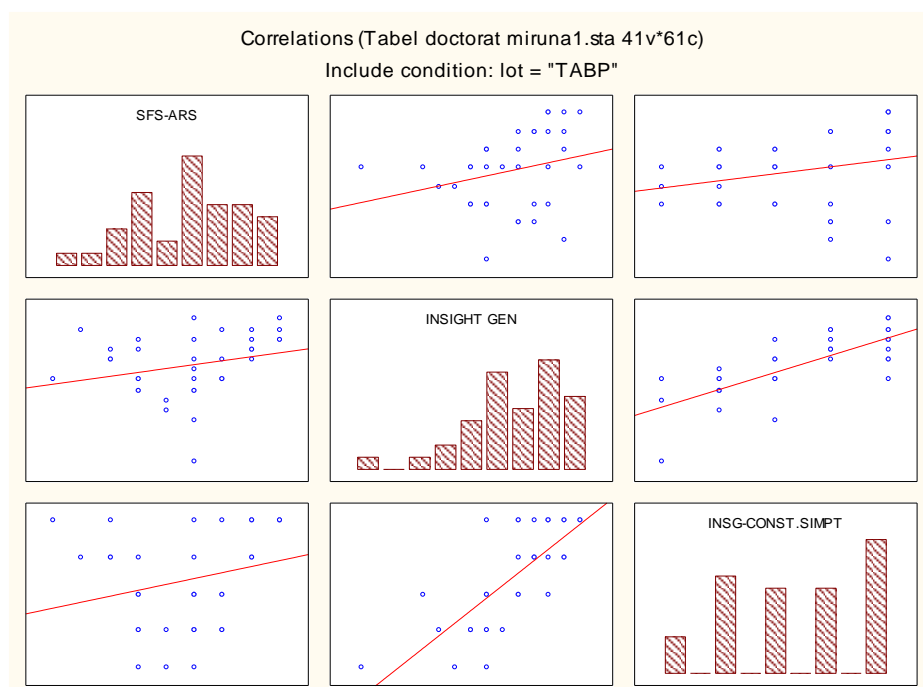 Correlations (Tabel doctorat miruna1.sta 41v*61c)
Include condition: lot = "TABP"
SFS-ARS
INSIGHT GEN
INSG-CONST.SIMPT